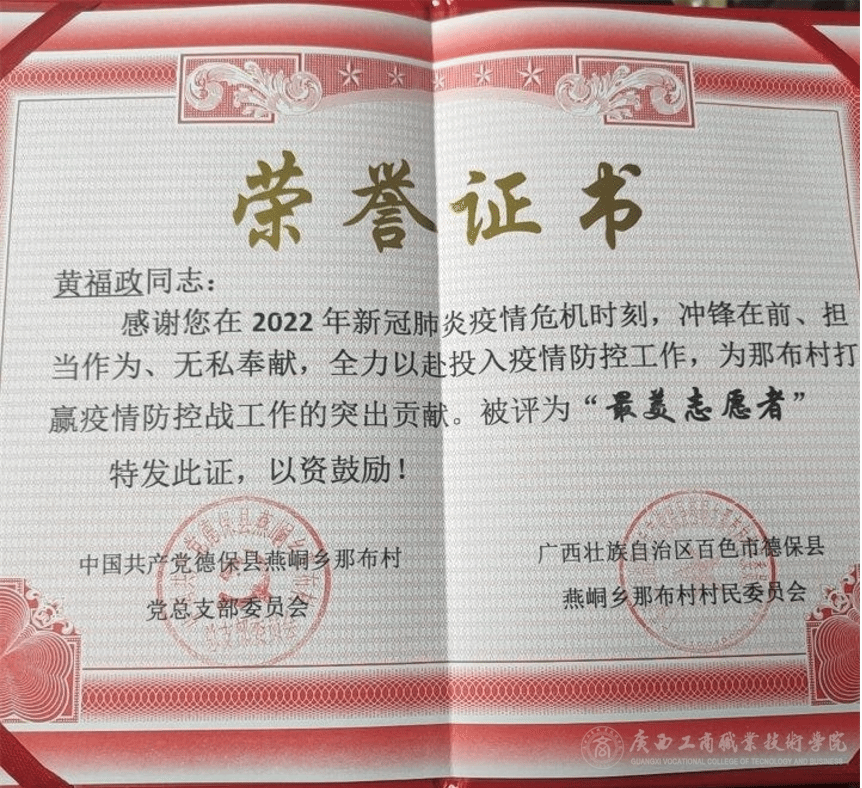 荣誉证书
黄福政同志：
感谢您在2022年新冠肺炎疫情危机时刻，冲锋在前、担
当作为、无私奉献，全力以赴投入疫情防控工作，为那布村打
赢疫情防控战工作的突出贡献。被评为“最美志愿者”
特发此证，以资鼓励！
中国共产党德保县燕峒乡那布村
党总支部委员会
广西壮族自治区百色市德保县
燕峒乡那布村村民委员会
廣西工商職業技術學院
GUANGXI VOCATIONAL COLLEGE OF TECNOLOGY AND BUSINESS